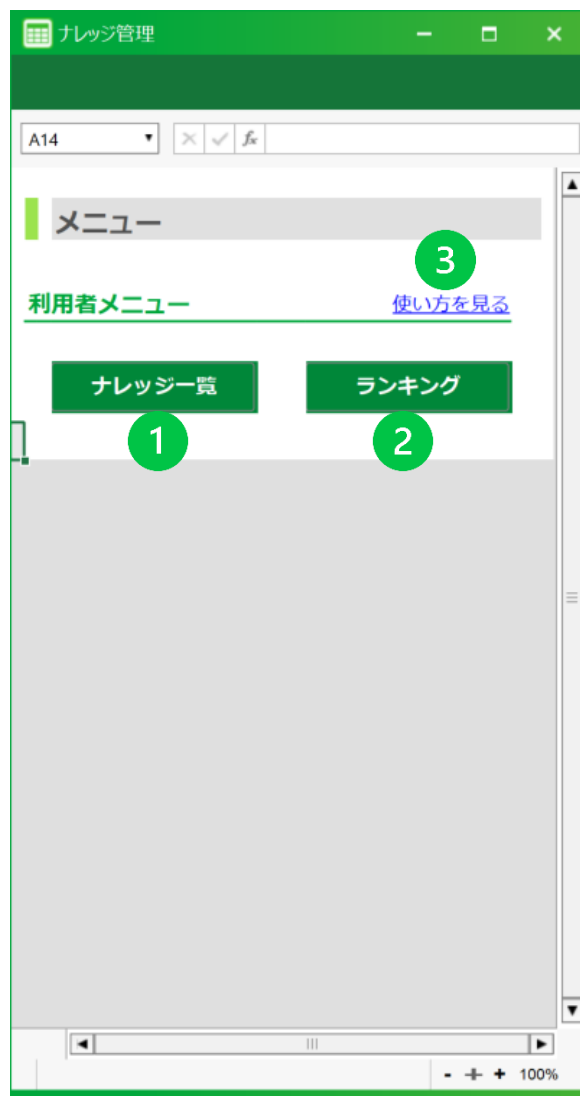 ナレッジ管理
A14
fx
メニュー
3
利用者メニュー 使い方を見る
ナレッジ一覧 ランキング
1 2
- + 100%